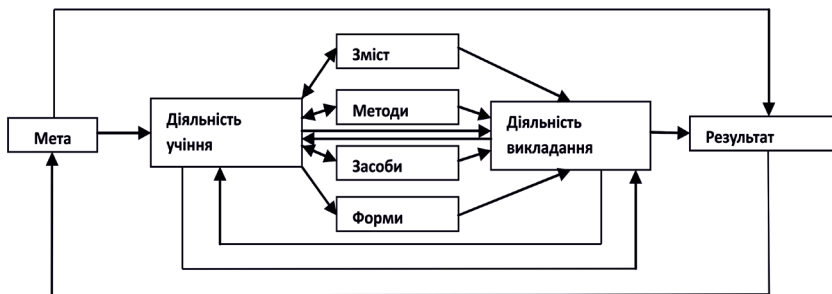 Зміст
Методи
Мета
Діяльність
учіння
Діяльність
викладання
Результат
Засоби
Форми